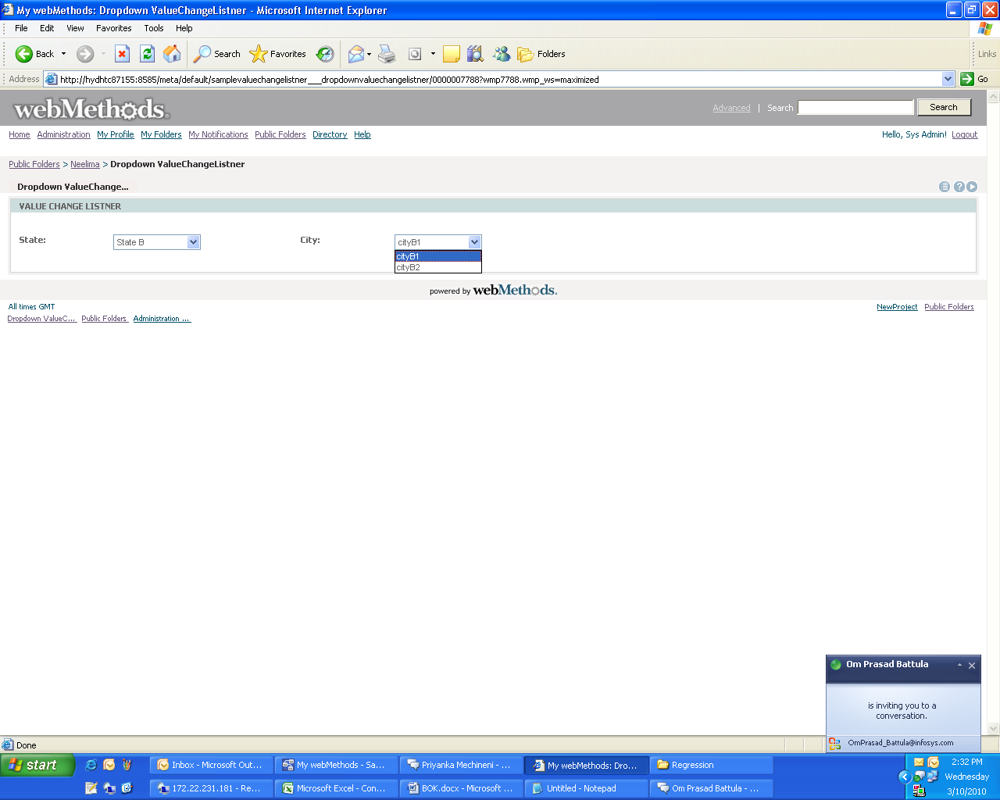 My webMethods: Dropdown ValueChangeListner - Microsoft Internet Explorer
File Edit View Favorites Tools Help
Back Search Favorites Folders Links
Address http://hydhtc87155:8585/meta/default/samplevaluechangelistner___dropdownvaluechangelistner/0000007788?wmp7788.wmp_ws=maximized Go
webMethods. Advanced | Search Search
Home Administration My Profile My Folders My Notifications Public Folders Directory Help Hello, Sys Admin! Logout
Public Folders > Neelima > Dropdown ValueChangeListner
Dropdown ValueChange...
VALUE CHANGE LISTNER
State: State B City: cityB1
cityB1
cityB2
powered by webMethods.
All times GMT NewProject Public Folders
Dropdown ValueC... Public Folders Administration ...
Om Prasad Battula
is inviting you to a
conversation.
OmPrasad_Battula@infosys.com
Done
start Inbox - Microsoft Out... My webMethods - Sa... Priyanka Mechineni - ... My webMethods: Dro... Regression 2:32 PM
Wednesday
172.22.231.181 - Re... Microsoft Excel - Con... BOK.docx - Microsoft ... Untitled - Notepad Om Prasad Battula - ... 3/10/2010